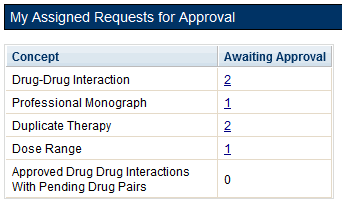 My Assigned Requests for Approval
Concept Awaiting Approval
Drug-Drug Interaction 2
Professional Monograph 1
Duplicate Therapy 2
Dose Range 1
Approved Drug Drug Interactions
With Pending Drug Pairs 0